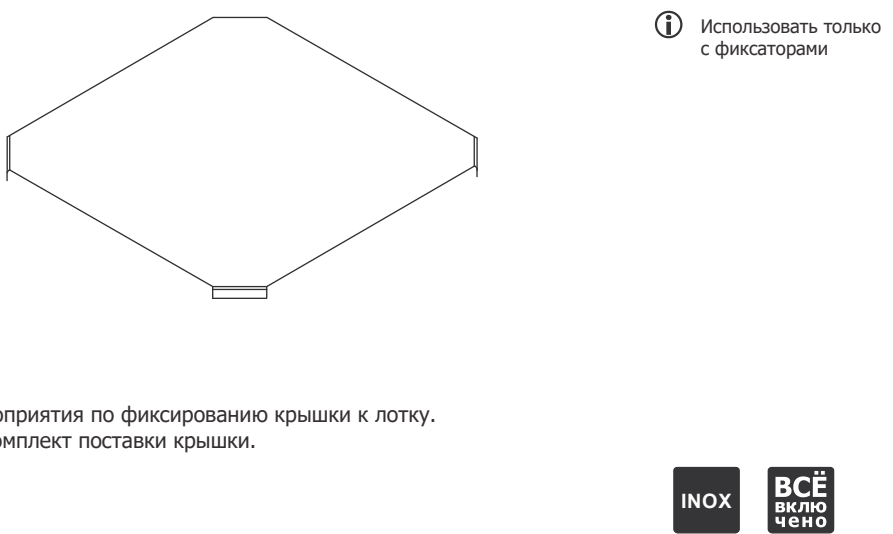 Использовать только
с фиксаторами
оприятия по фиксированию крышки к лотку.
омплект поставки крышки.
INOX
ВСЁ
ВКЛЮ
чено